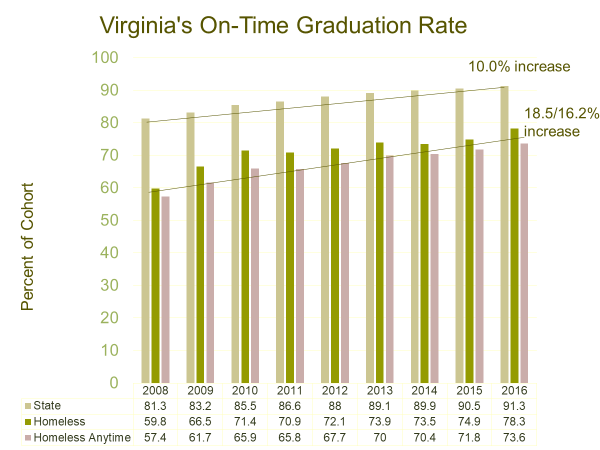 Virginia's On-Time Graduation Rate
100
10.0% increase
90
18.5/16.2%
increase
80
70
60
50
40
30
20
10
0
Percent of Cohort
2008 2009 2010 2011 2012 2013 2014 2015 2016
State 81.3 83.2 85.5 86.6 88 89.1 89.9 90.5 91.3
Homeless 59.8 66.5 71.4 70.9 72.1 73.9 73.5 74.9 78.3
Homeless Anytime 57.4 61.7 65.9 65.8 67.7 70 70.4 71.8 73.6